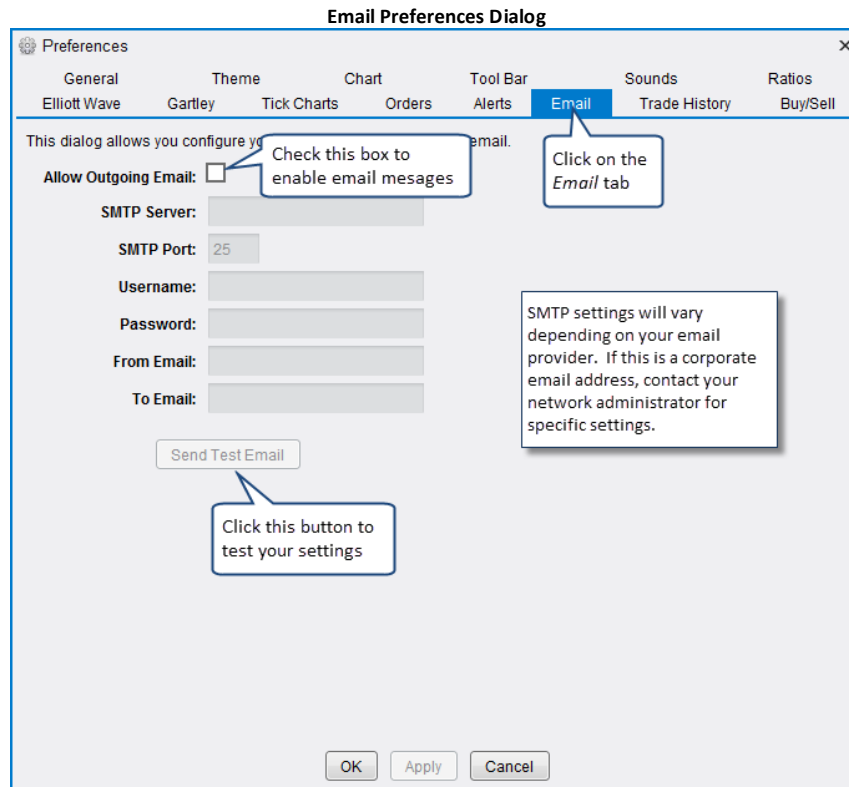 Email Preferences Dialog
Preferences
General Theme Chart Tool Bar Sounds Ratios
Elliott Wave Gartley Tick Charts Orders Alerts Email Trade History Buy/Sell
This dialog allows you configure yo email.
Check this box to
enable email mesages
Click on the
Email tab
Allow Outgoing Email:
SMTP Server:
SMTP Port: 25
Username:
Password:
From Email:
To Email:
SMTP settings will vary
depending on your email
provider. If this is a corporate
email address, contact your
network administrator for
specific settings.
Send Test Email
Click this button to
test your settings
OK Apply Cancel